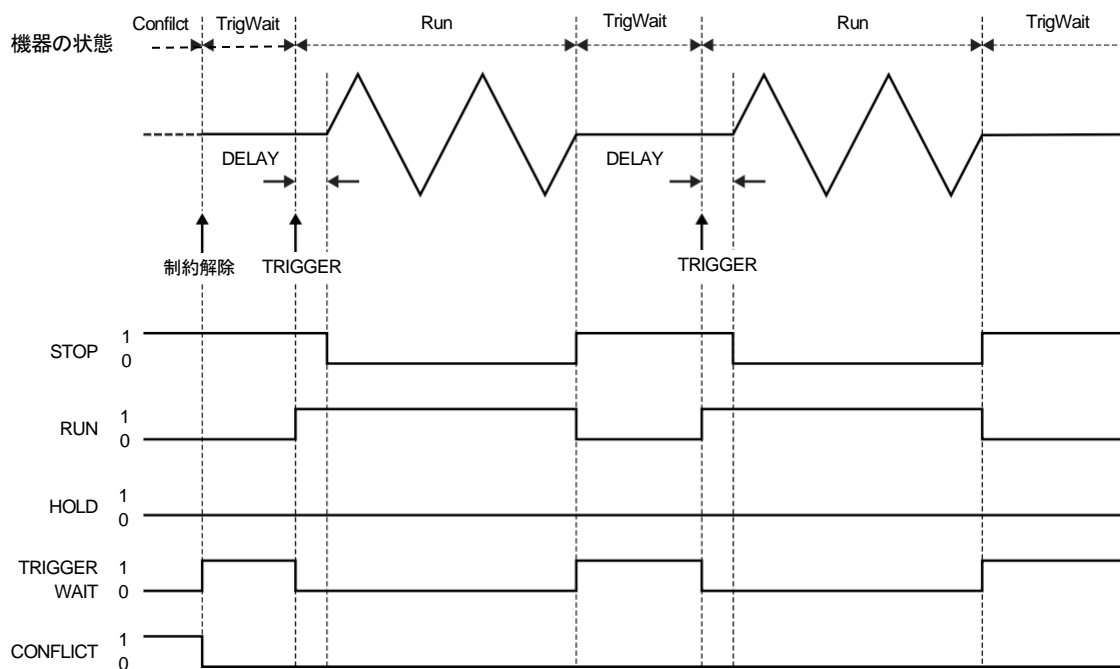 Confilct TrigWait Run TrigWait Run TrigWait
機器の状態
DELAY DELAY
制約解除 TRIGGER TRIGGER
STOP 1
0
RUN 1
0
HOLD 1
0
TRIGGER 1
WAIT 0
CONFLICT 1
0